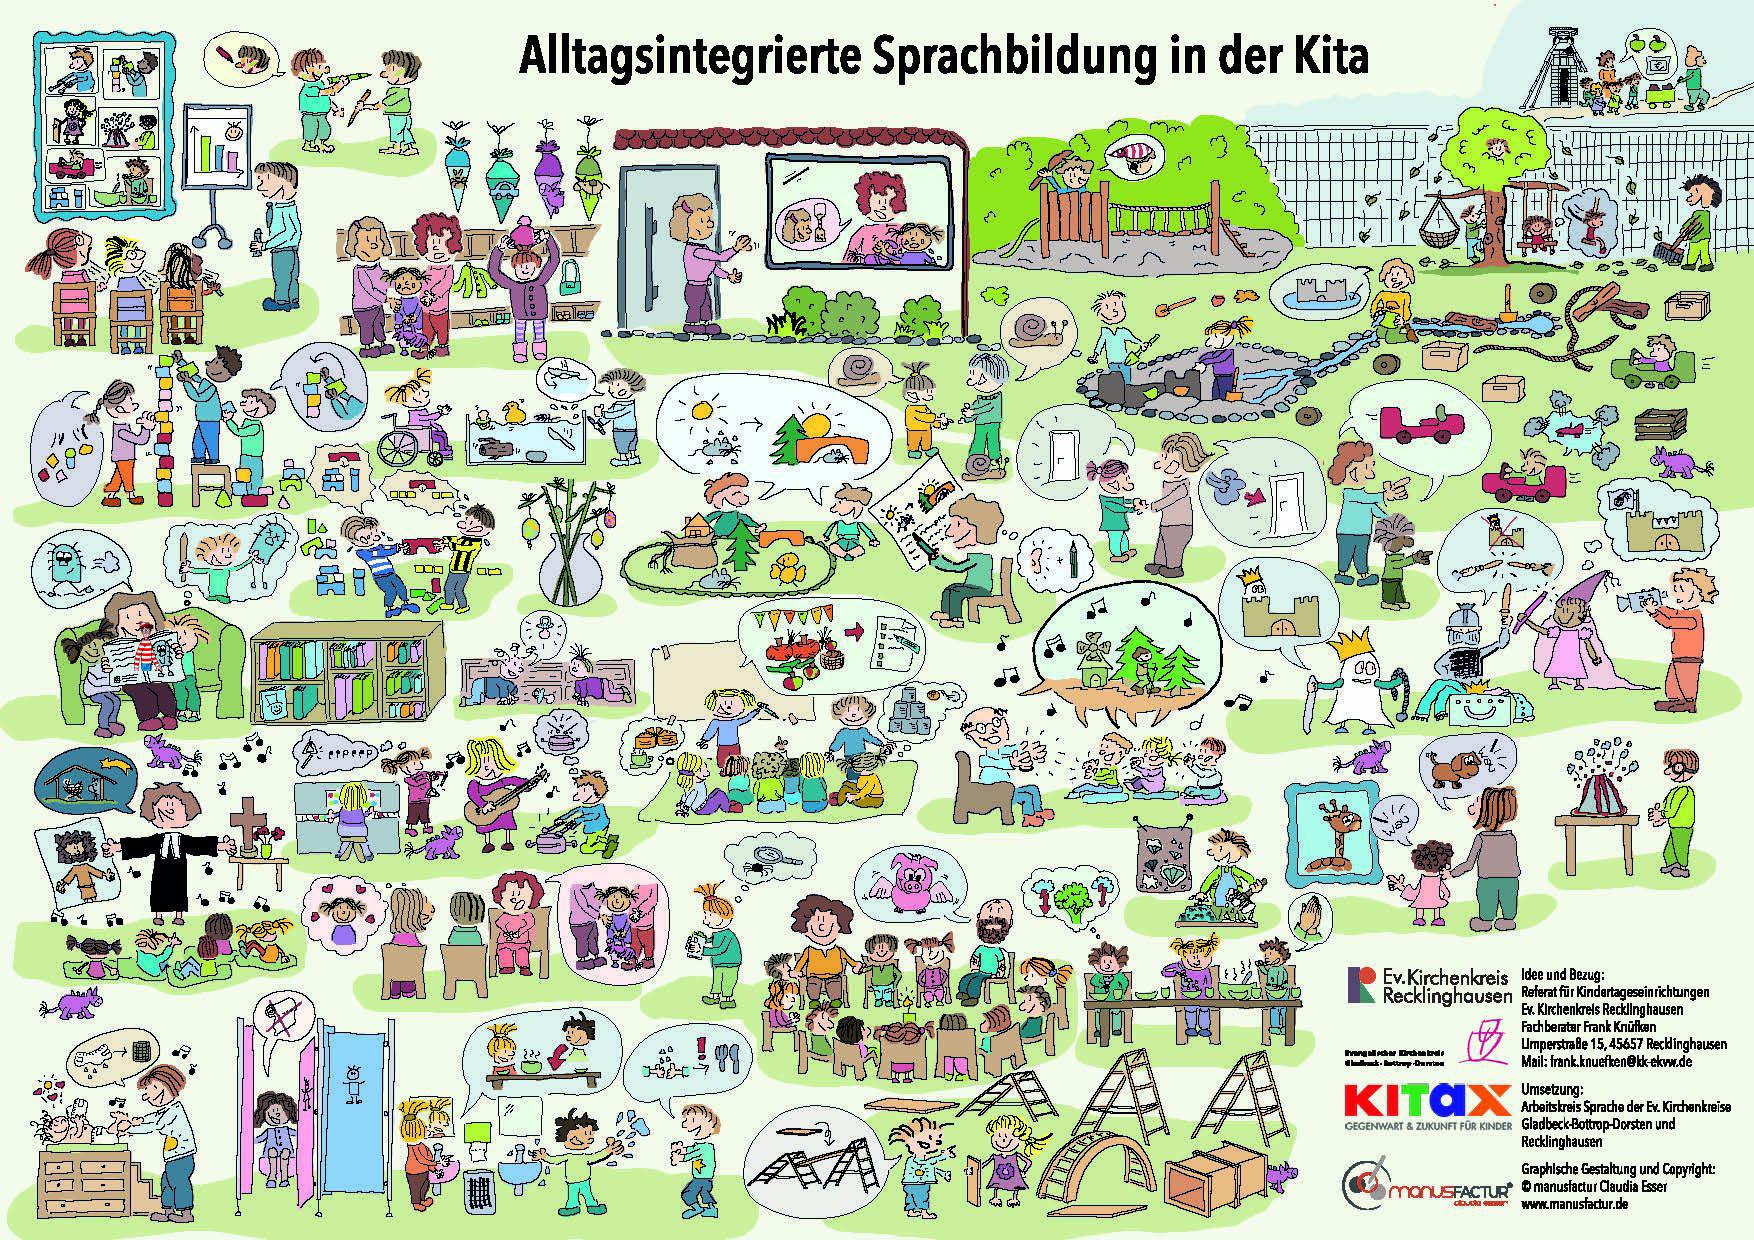 Alltagsintegrierte Sprachbildung in der Kita
eepeep
WAU
Ev. Kirchenkreis
Recklinghausen
Idee und Bezug:
Referat für Kindertageseinrichtungen
Ev. Kirchenkreis Recklinghausen
Fachberater Frank Knüfken
Limperstraße 15, 45657 Recklinghausen
Mail: frank.knuefken@kk-ekvw.de
Evangelischer Kirchenkreis
Gladbeck - Bottrop - Dorsten
KITAX
GEGENWART & ZUKUNFT FÜR KINDER
Umsetzung:
Arbeitskreis Sprache der Ev. Kirchenkreise
Gladbeck-Bottrop-Dorsten und
Recklinghausen
manusFACTUR
claudia esser
Graphische Gestaltung und Copyright:
© manusfactur Claudia Esser
www.manusfactur.de